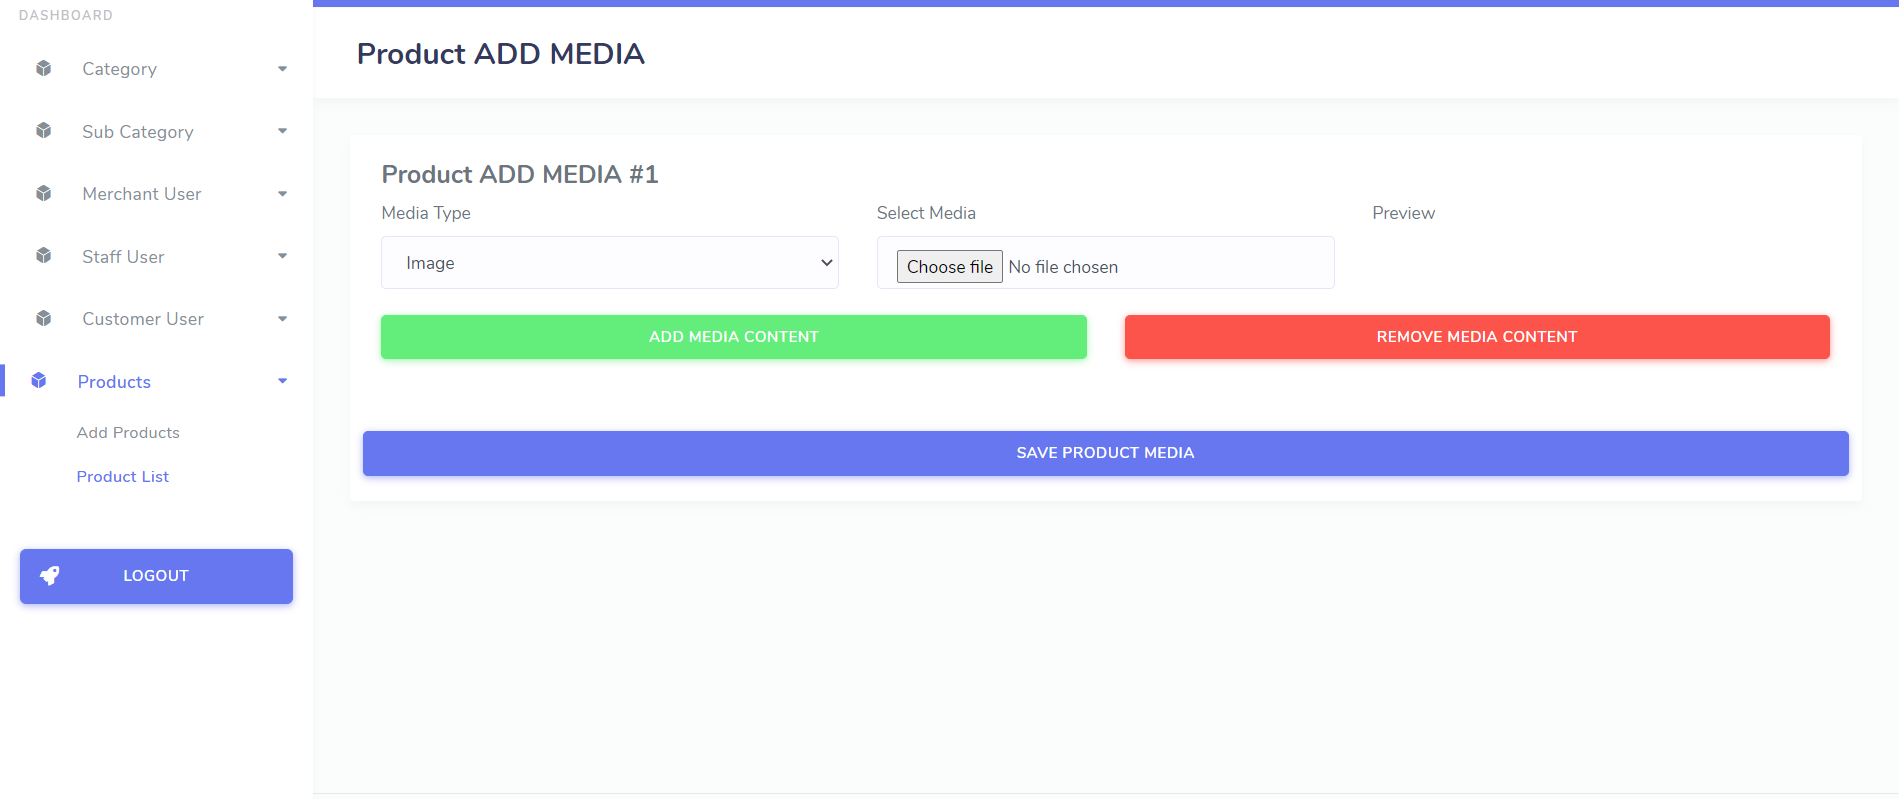 DASHBOARD
Category
Sub Category
Merchant User
Staff User
Customer User
Products
Add Products
Product List
LOGOUT
Product ADD MEDIA
Product ADD MEDIA #1
Media Type
Select Media
Preview
Image
Choose file No file chosen
ADD MEDIA CONTENT
REMOVE MEDIA CONTENT
SAVE PRODUCT MEDIA